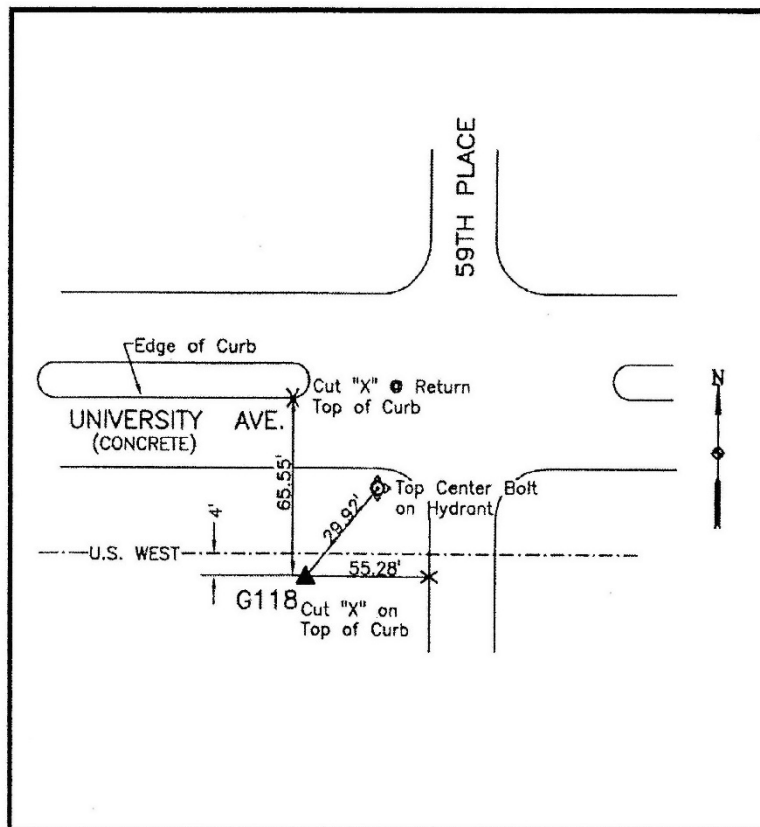 59TH PLACE
Edge of Curb
Cut "X" @ Return
Top of Curb
N
UNIVERSITY AVE.
(CONCRETE)
65.55'
Top Center Bolt
on Hydrant
29.92'
4'
U.S. WEST
55.28'
G118
Cut "X" on
Top of Curb